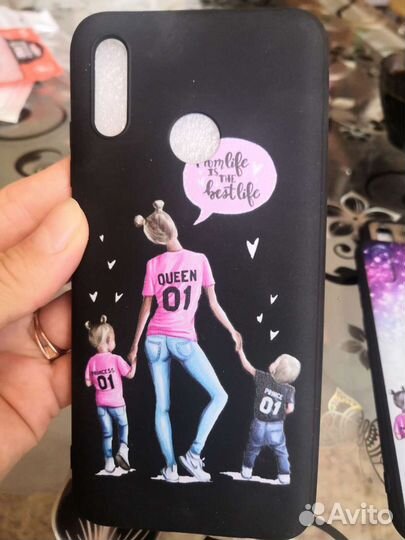 mom life
IS THE
best life
QUEEN
01
PRINCESS
01
PRINCE
01
Avito